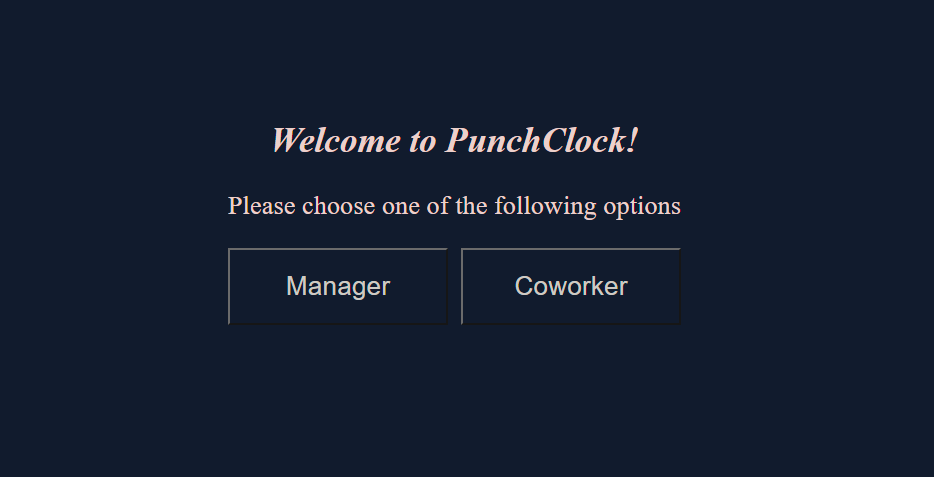 Welcome to PunchClock!
Please choose one of the following options
Manager Coworker